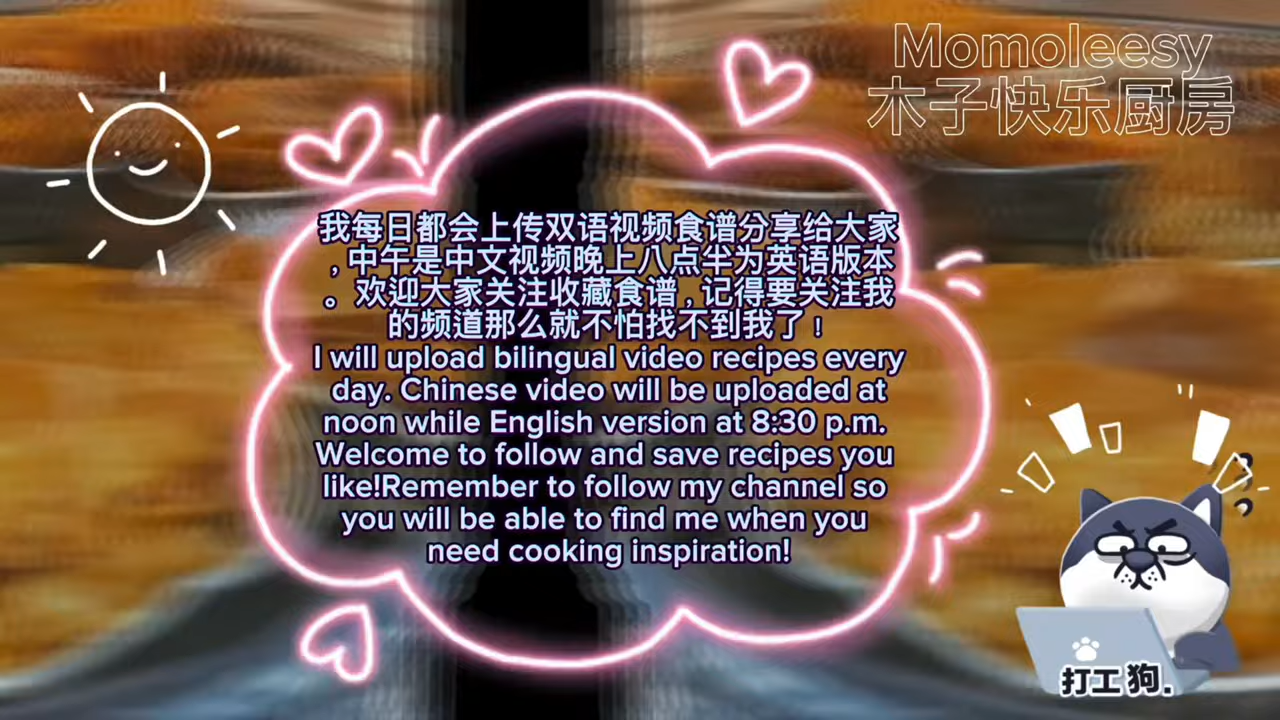 Momoleesy
木子快乐厨房
我每日都会上传双语视频食谱分享给大家
，中午是中文视频晚上八点半为英语版本
。欢迎大家关注收藏食谱，记得要关注我
的频道那么就不怕找不到我了！
I will upload bilingual video recipes every
day. Chinese video will be uploaded at
noon while English version at 8:30 p.m.
Welcome to follow and save recipes you
like!Remember to follow my channel so
you will be able to find me when you
need cooking inspiration!
打工狗.